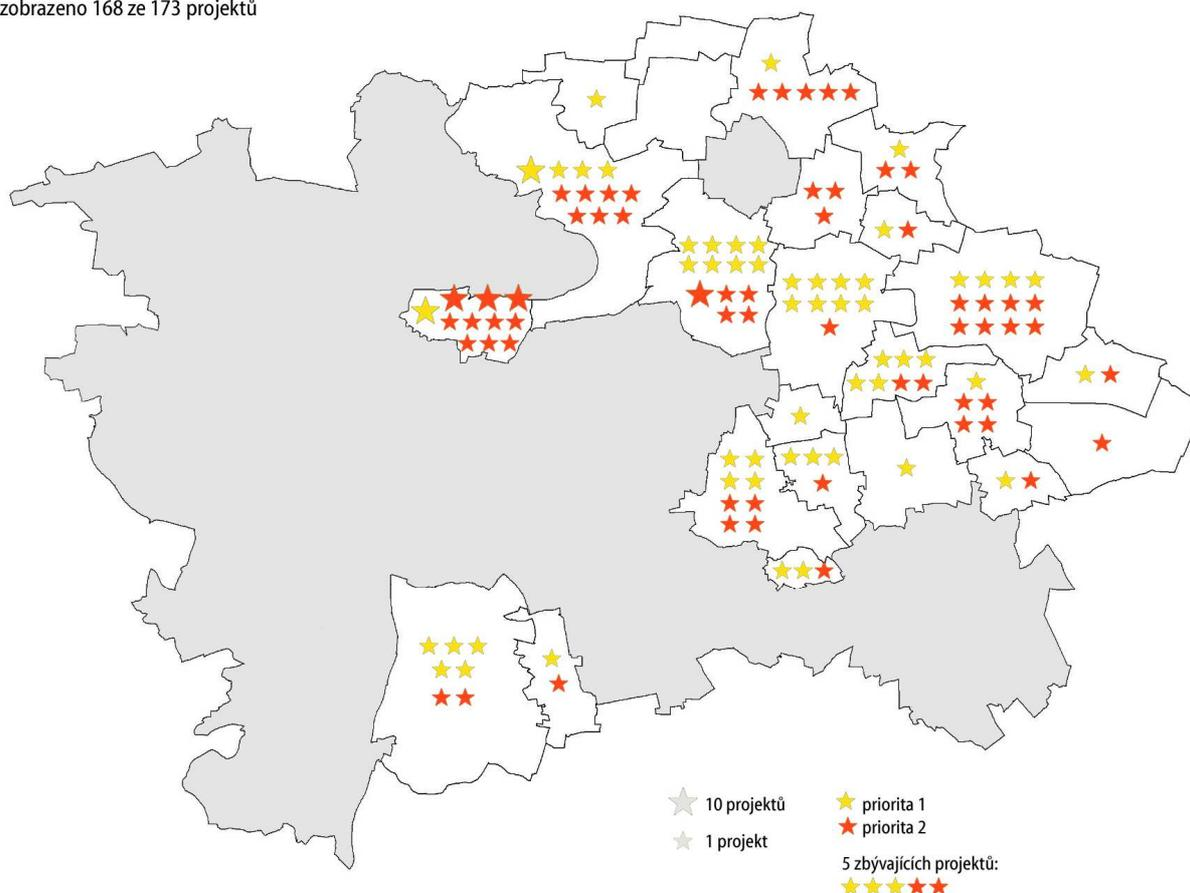 zobrazeno 168 ze 173 projektů
10 projektů
1 projekt
priorita 1
priorita 2
5 zbývajících projektů: